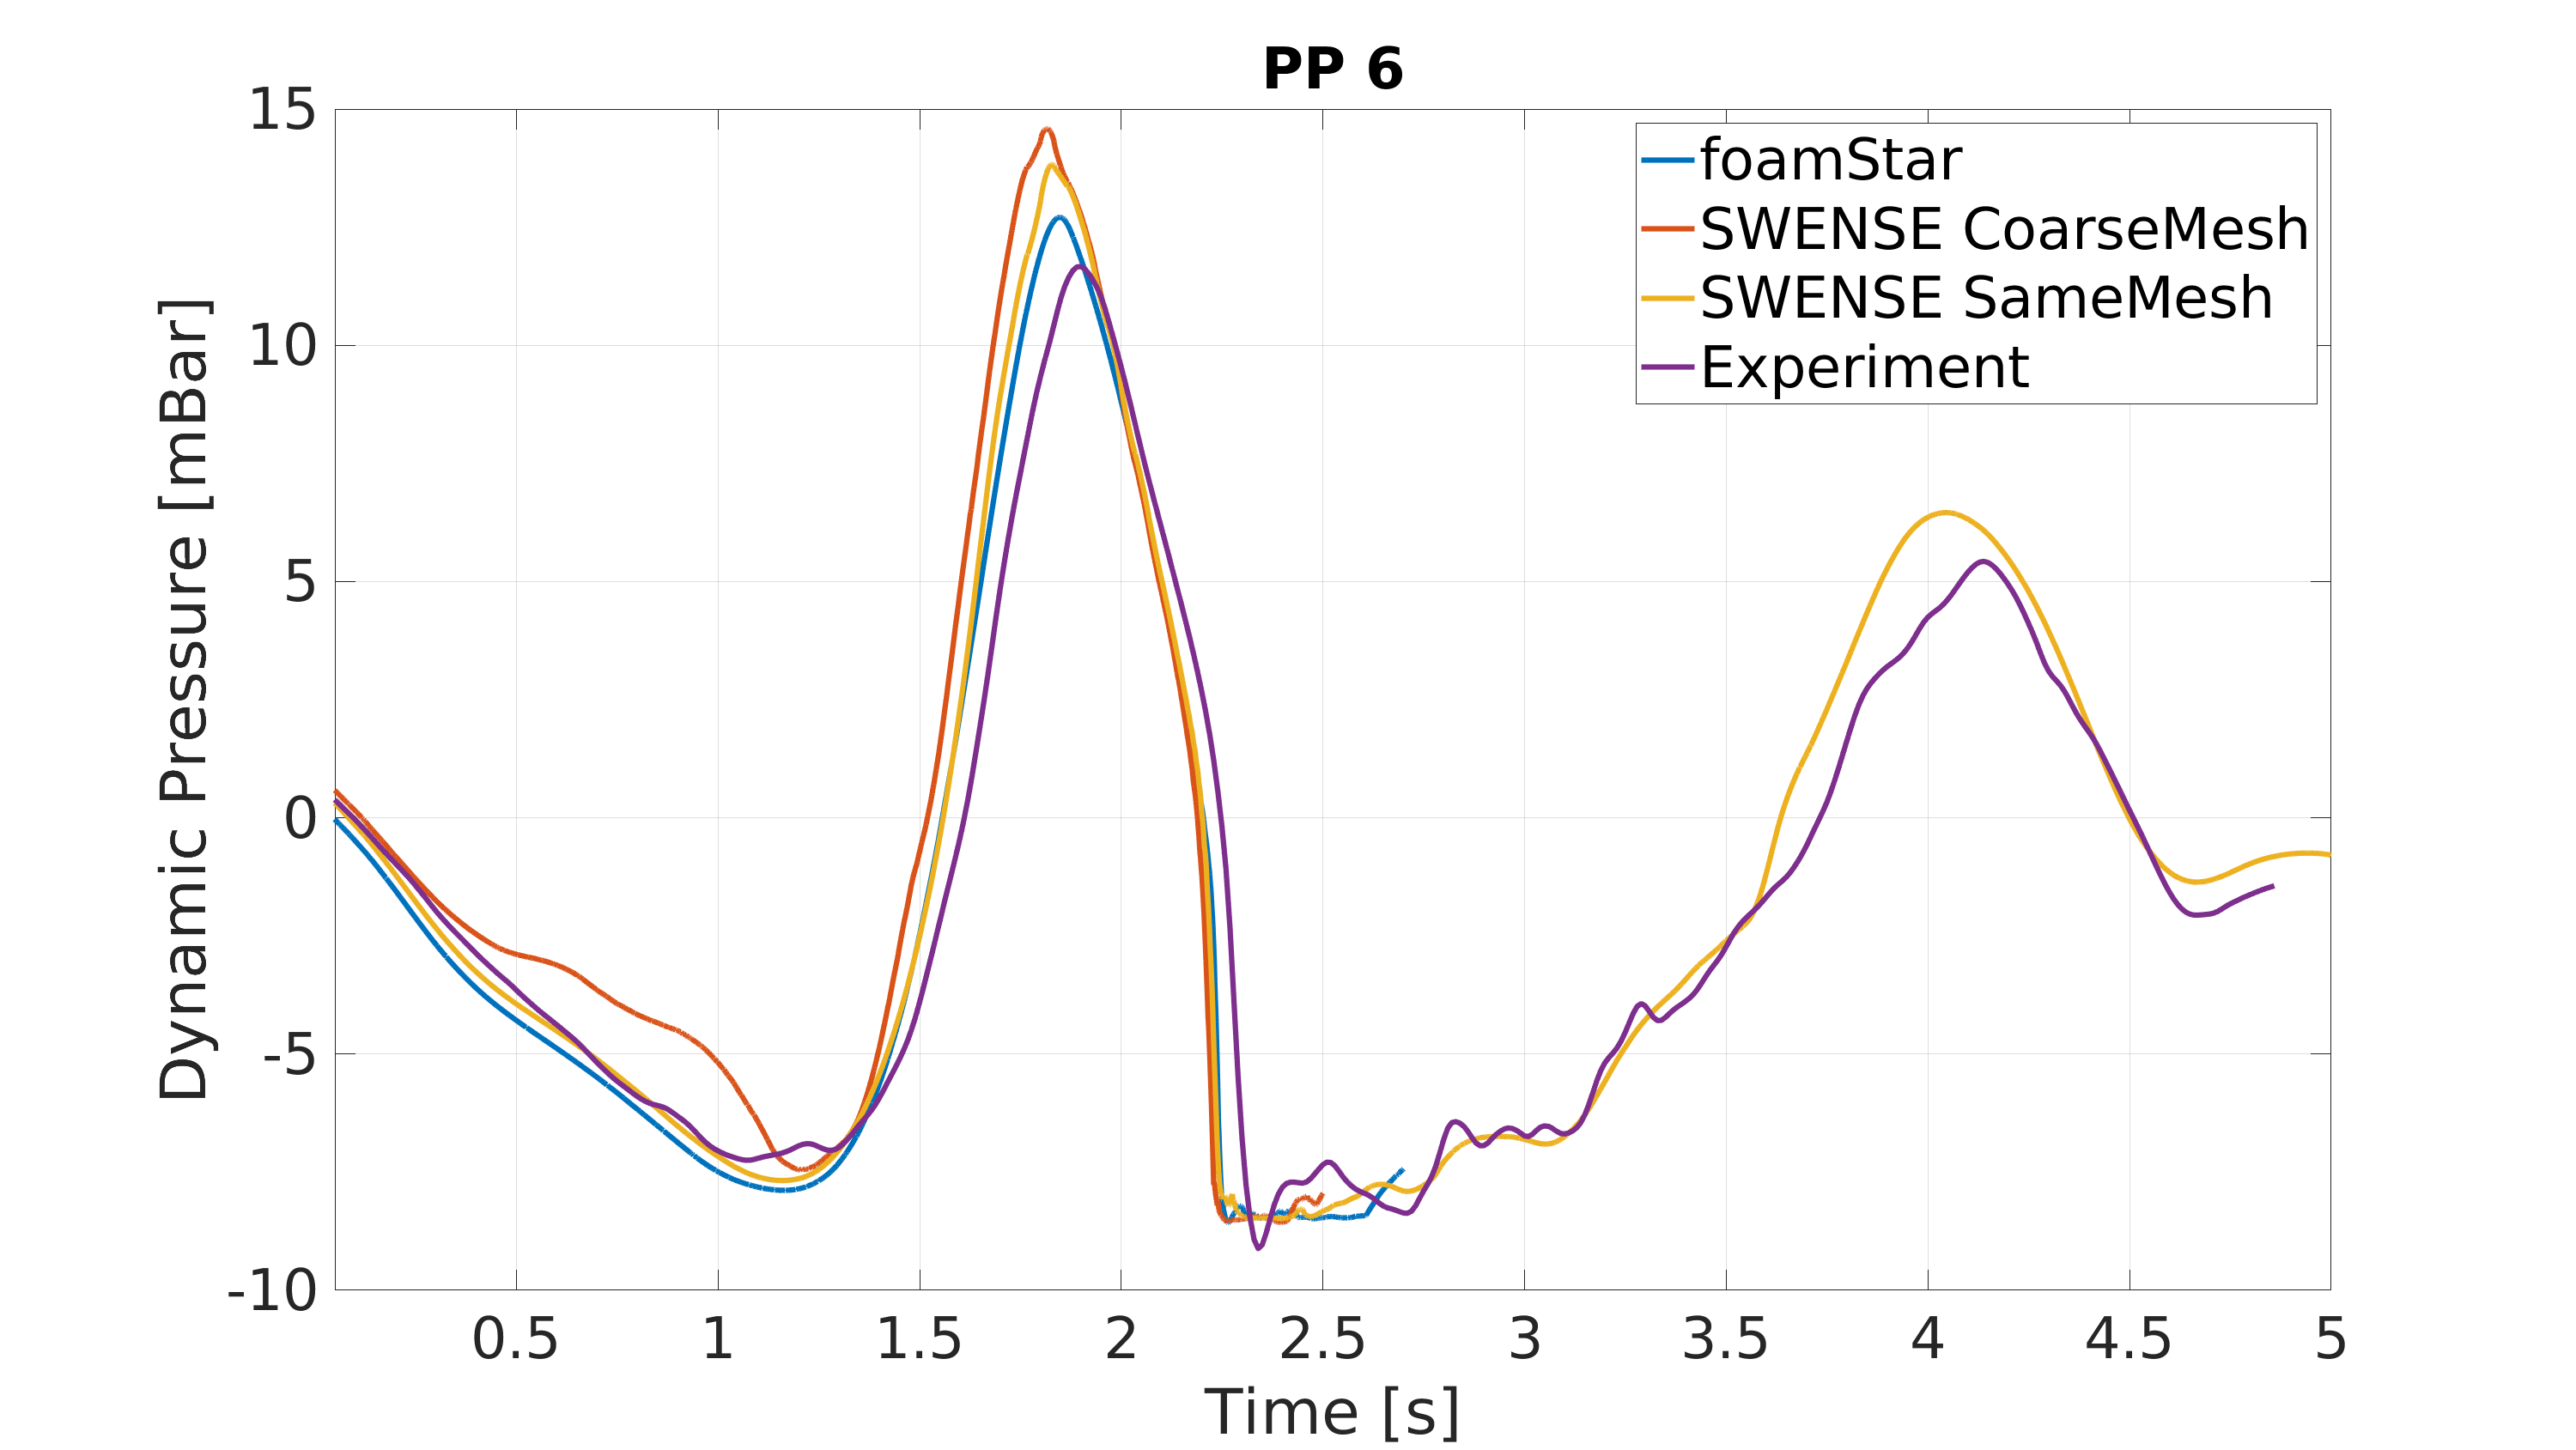 PP 6
15
10
5
0
-5
-10
Dynamic Pressure [mBar]
foamStar
SWENSE CoarseMesh
SWENSE SameMesh
Experiment
0.5 1 1.5 2 2.5 3 3.5 4 4.5 5
Time [s]